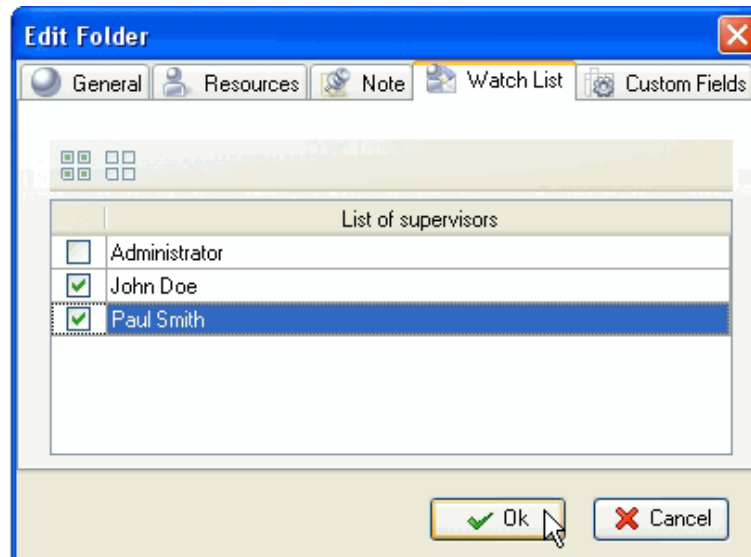 Edit Folder
General Resources Note Watch List Custom Fields
List of supervisors
Administrator
John Doe
Paul Smith
Ok Cancel